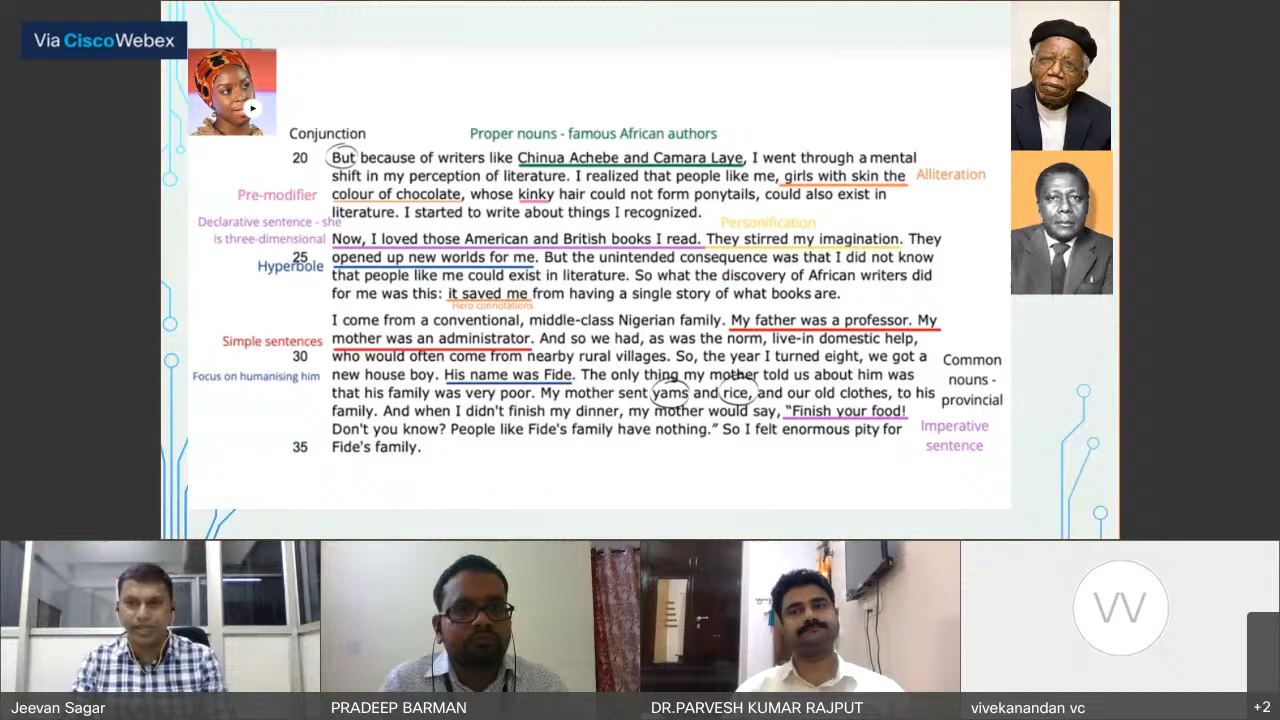 Via Cisco Webex
Conjunction
Proper nouns - famous African authors
20 But because of writers like Chinua Achebe and Camara Laye, I went through a mental
shift in my perception of literature. I realized that people like me, girls with skin the
Alliteration
Pre-modifier
colour of chocolate, whose kinky hair could not form ponytails, could also exist in
literature. I started to write about things I recognized.
Declarative sentence - she
is three-dimensional
Personification
Now, I loved those American and British books I read. They stirred my imagination. They
25 opened up new worlds for me. But the unintended consequence was that I did not know
Hyperbole
that people like me could exist in literature. So what the discovery of African writers did
for me was this: it saved me from having a single story of what books are.
Hero connotations
I come from a conventional, middle-class Nigerian family. My father was a professor. My
Simple sentences
mother was an administrator. And so we had, as was the norm, live-in domestic help,
30 who would often come from nearby rural villages. So, the year I turned eight, we got a
Common
nouns -
provincial
Focus on humanising him
new house boy. His name was Fide. The only thing my mother told us about him was
that his family was very poor. My mother sent yams and rice, and our old clothes, to his
family. And when I didn't finish my dinner, my mother would say, “Finish your food!
Imperative
sentence
Don't you know? People like Fide's family have nothing.” So I felt enormous pity for
35 Fide's family.
VV
Jeevan Sagar
PRADEEP BARMAN
DR.PARVESH KUMAR RAJPUT
vivekanandan vc
+2